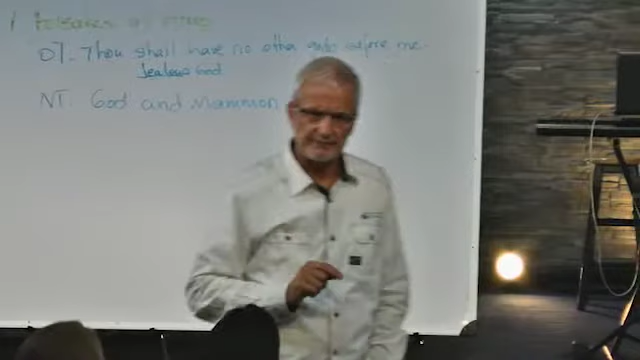 OT. Thou shall have no other gods before me.
Jealous God
NT. God and Mammon